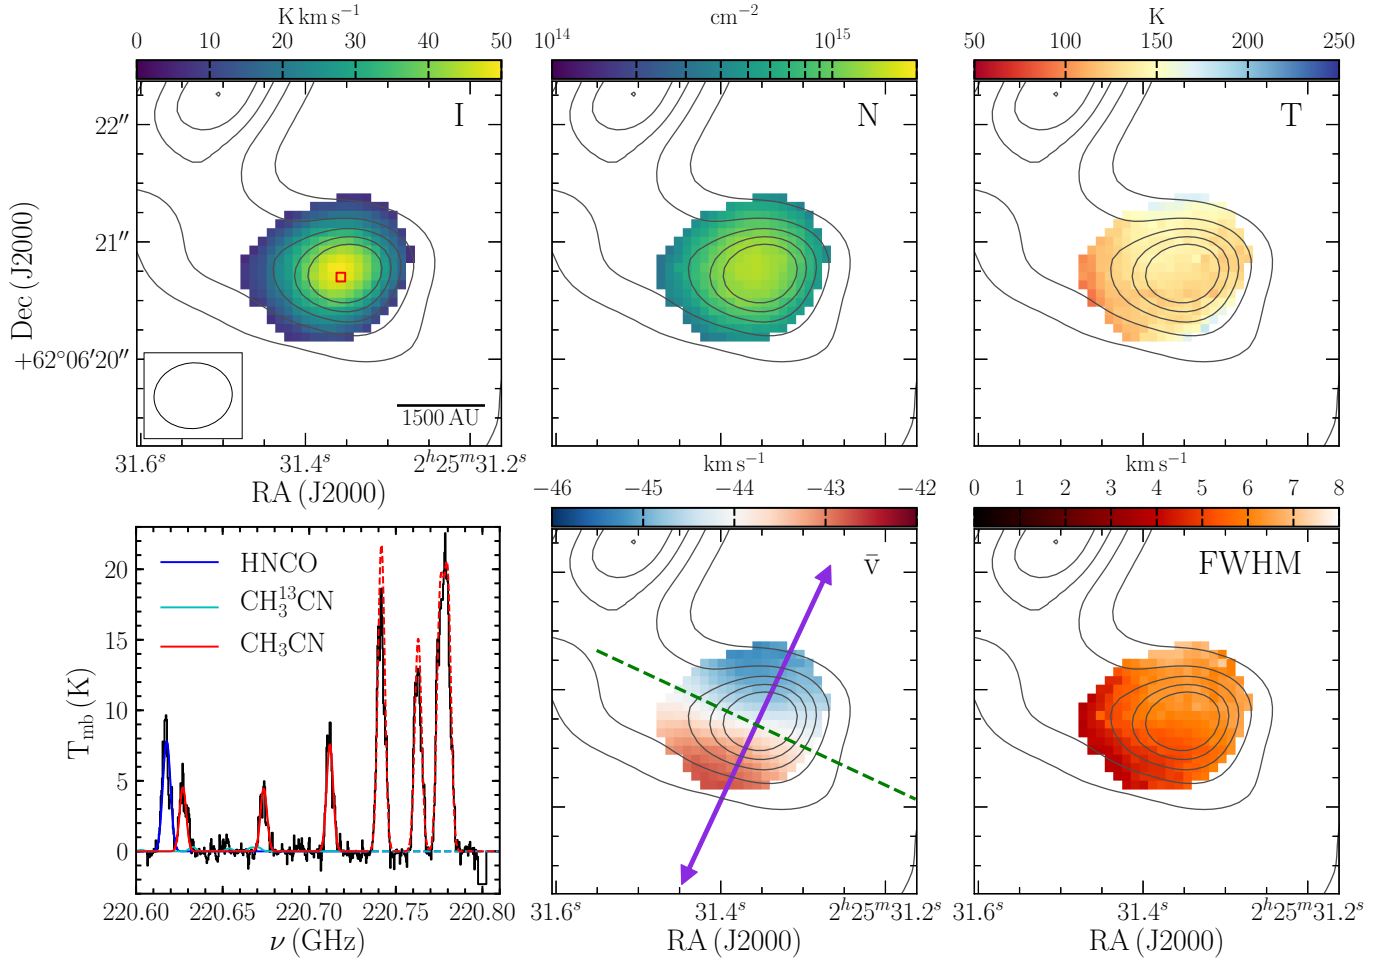 K km s⁻¹
0 10 20 30 40 50
I
22″
21″
+62°06′20″
Dec (J2000)
1500 AU
31.6ˢ 31.4ˢ 2ʰ25ᵐ31.2ˢ
RA (J2000)
cm⁻²
10¹⁴ 10¹⁵
N
K
50 100 150 200 250
T
HNCO
CH₃¹³CN
CH₃CN
20
15
10
5
0
T_mb (K)
220.60 220.65 220.70 220.75 220.80
ν (GHz)
km s⁻¹
−46 −45 −44 −43 −42
v̄
31.6ˢ 31.4ˢ 2ʰ25ᵐ31.2ˢ
RA (J2000)
km s⁻¹
0 1 2 3 4 5 6 7 8
FWHM
31.6ˢ 31.4ˢ 2ʰ25ᵐ31.2ˢ
RA (J2000)